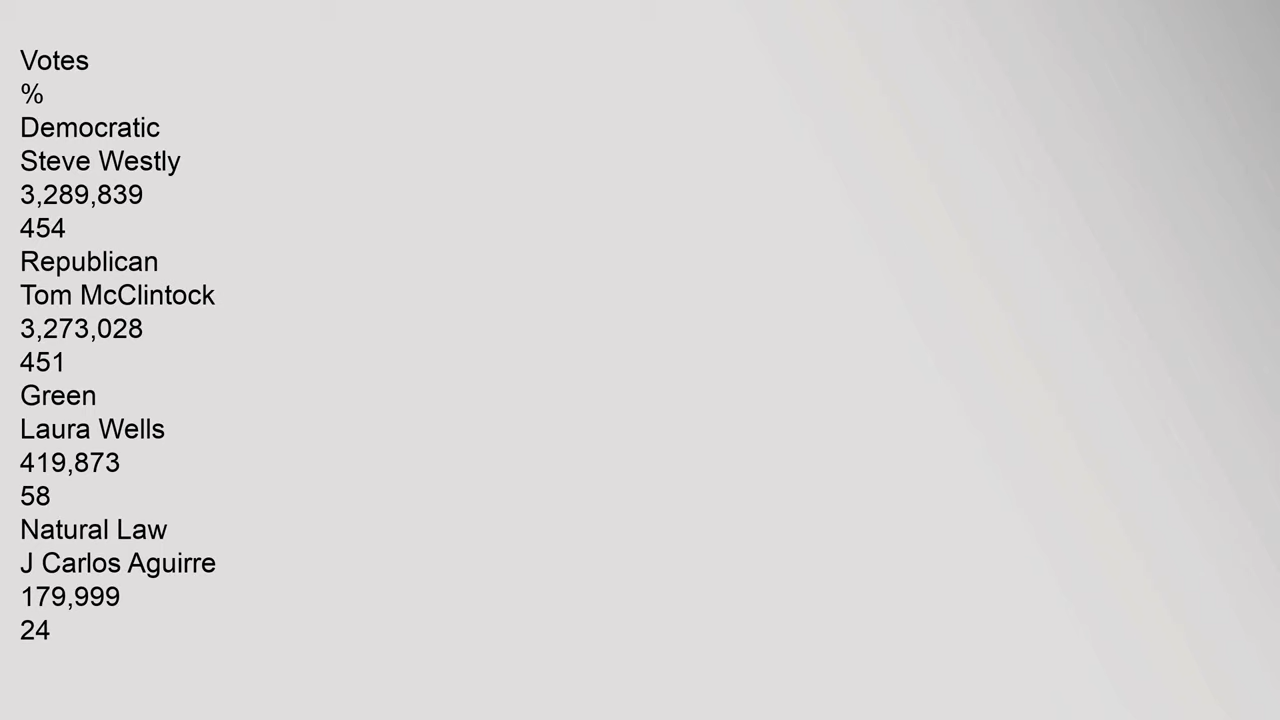 Votes
%
Democratic
Steve Westly
3,289,839
454
Republican
Tom McClintock
3,273,028
451
Green
Laura Wells
419,873
58
Natural Law
J Carlos Aguirre
179,999
24